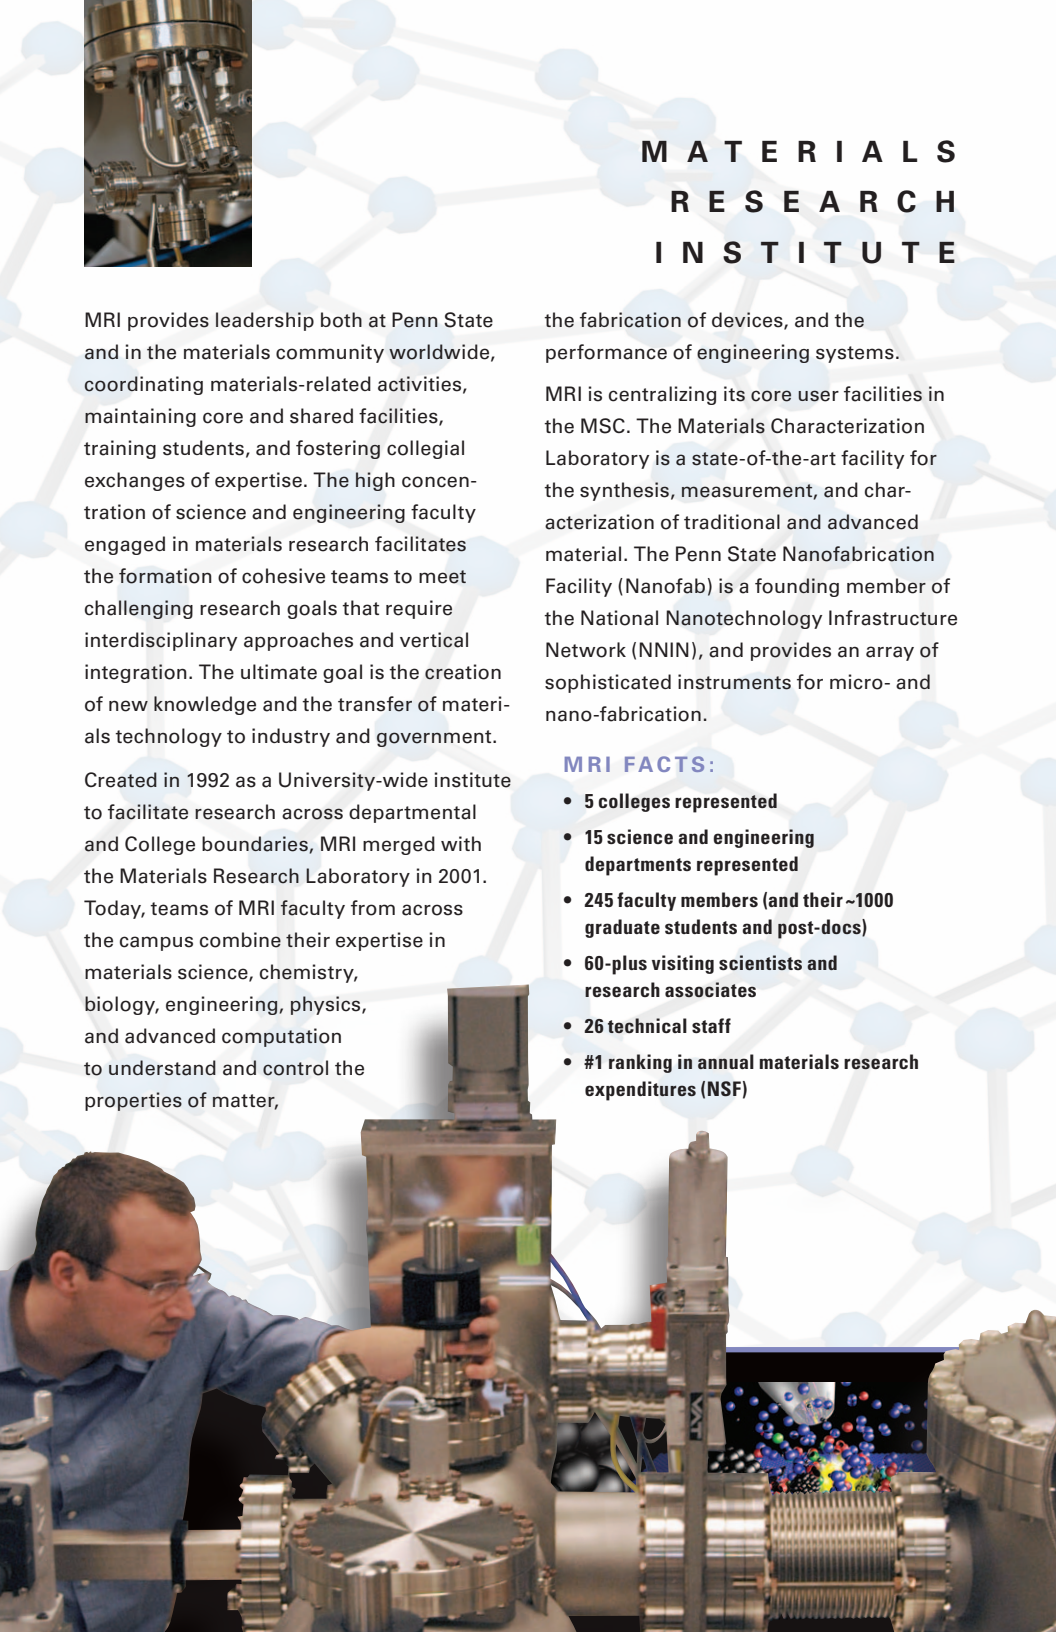 MATERIALS
RESEARCH
INSTITUTE
MRI provides leadership both at Penn State
and in the materials community worldwide,
coordinating materials-related activities,
maintaining core and shared facilities,
training students, and fostering collegial
exchanges of expertise. The high concen-
tration of science and engineering faculty
engaged in materials research facilitates
the formation of cohesive teams to meet
challenging research goals that require
interdisciplinary approaches and vertical
integration. The ultimate goal is the creation
of new knowledge and the transfer of materi-
als technology to industry and government.
Created in 1992 as a University-wide institute
to facilitate research across departmental
and College boundaries, MRI merged with
the Materials Research Laboratory in 2001.
Today, teams of MRI faculty from across
the campus combine their expertise in
materials science, chemistry,
biology, engineering, physics,
and advanced computation
to understand and control the
properties of matter,
the fabrication of devices, and the
performance of engineering systems.
MRI is centralizing its core user facilities in
the MSC. The Materials Characterization
Laboratory is a state-of-the-art facility for
the synthesis, measurement, and char-
acterization of traditional and advanced
material. The Penn State Nanofabrication
Facility (Nanofab) is a founding member of
the National Nanotechnology Infrastructure
Network (NNIN), and provides an array of
sophisticated instruments for micro- and
nano-fabrication.
MRI FACTS:
• 5 colleges represented
• 15 science and engineering
departments represented
• 245 faculty members (and their ~1000
graduate students and post-docs)
• 60-plus visiting scientists and
research associates
• 26 technical staff
• #1 ranking in annual materials research
expenditures (NSF)
VAT